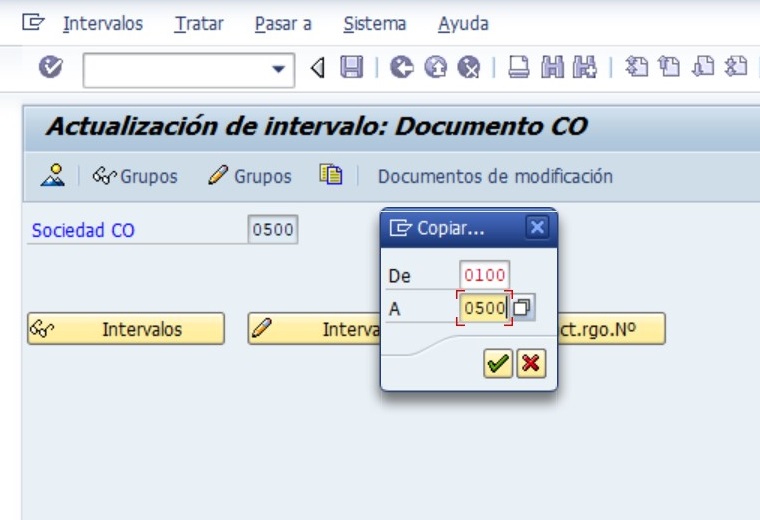 Intervalos Tratar Pasar a Sistema Ayuda
Actualización de intervalo: Documento CO
Grupos Grupos Documentos de modificación
Sociedad CO 0500
Copiar...
De 0100
A 0500
Intervalos Interva ct.rgo.Nº